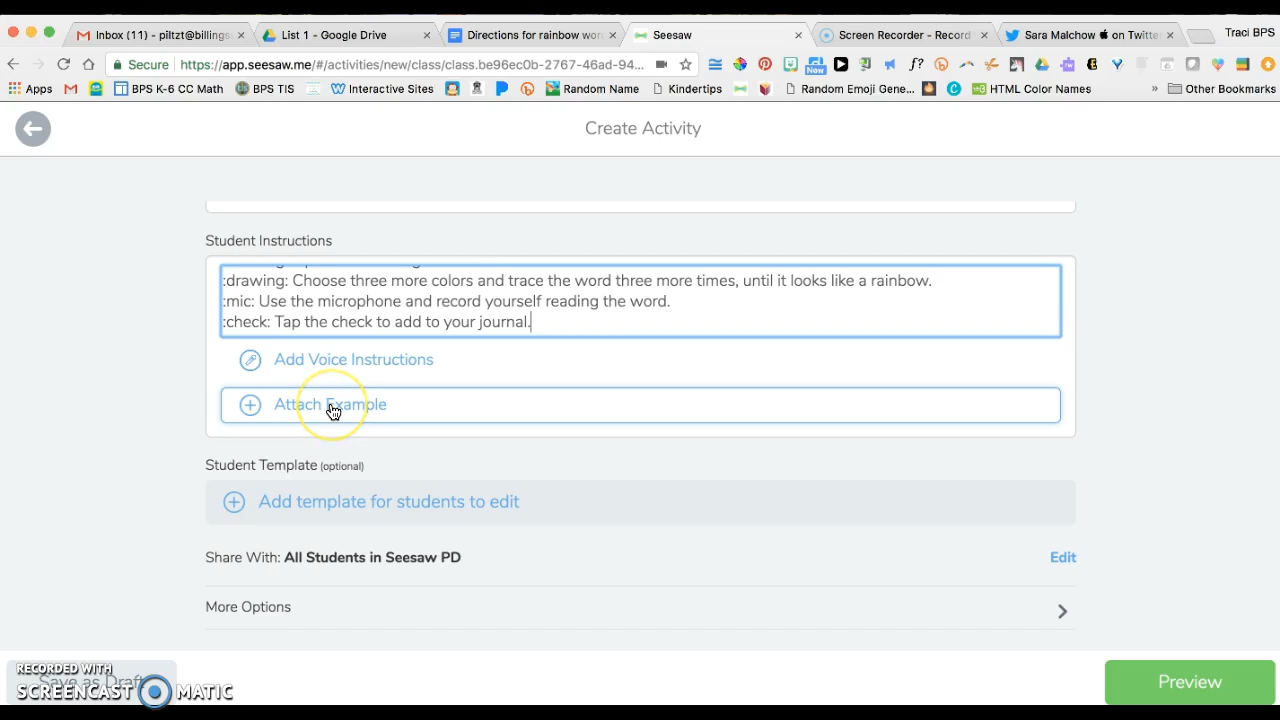 Inbox (11) - piltzt@billings
List 1 - Google Drive
Directions for rainbow wor
Seesaw
Screen Recorder - Record
Sara Malchow on Twitte
Traci BPS
Secure https://app.seesaw.me/#/activities/new/class/class.be96ec0b-2767-46ad-94...
Apps
BPS K-6 CC Math
BPS TIS
Interactive Sites
Random Name
Kindertips
Random Emoji Gene...
HTML Color Names
» Other Bookmarks
Create Activity
Student Instructions
:drawing: Choose three more colors and trace the word three more times, until it looks like a rainbow.
:mic: Use the microphone and record yourself reading the word.
:check: Tap the check to add to your journal.
Add Voice Instructions
Attach Example
Student Template (optional)
Add template for students to edit
Share With: All Students in Seesaw PD
Edit
More Options
Save as Draft
RECORDED WITH
SCREENCAST MATIC
Preview